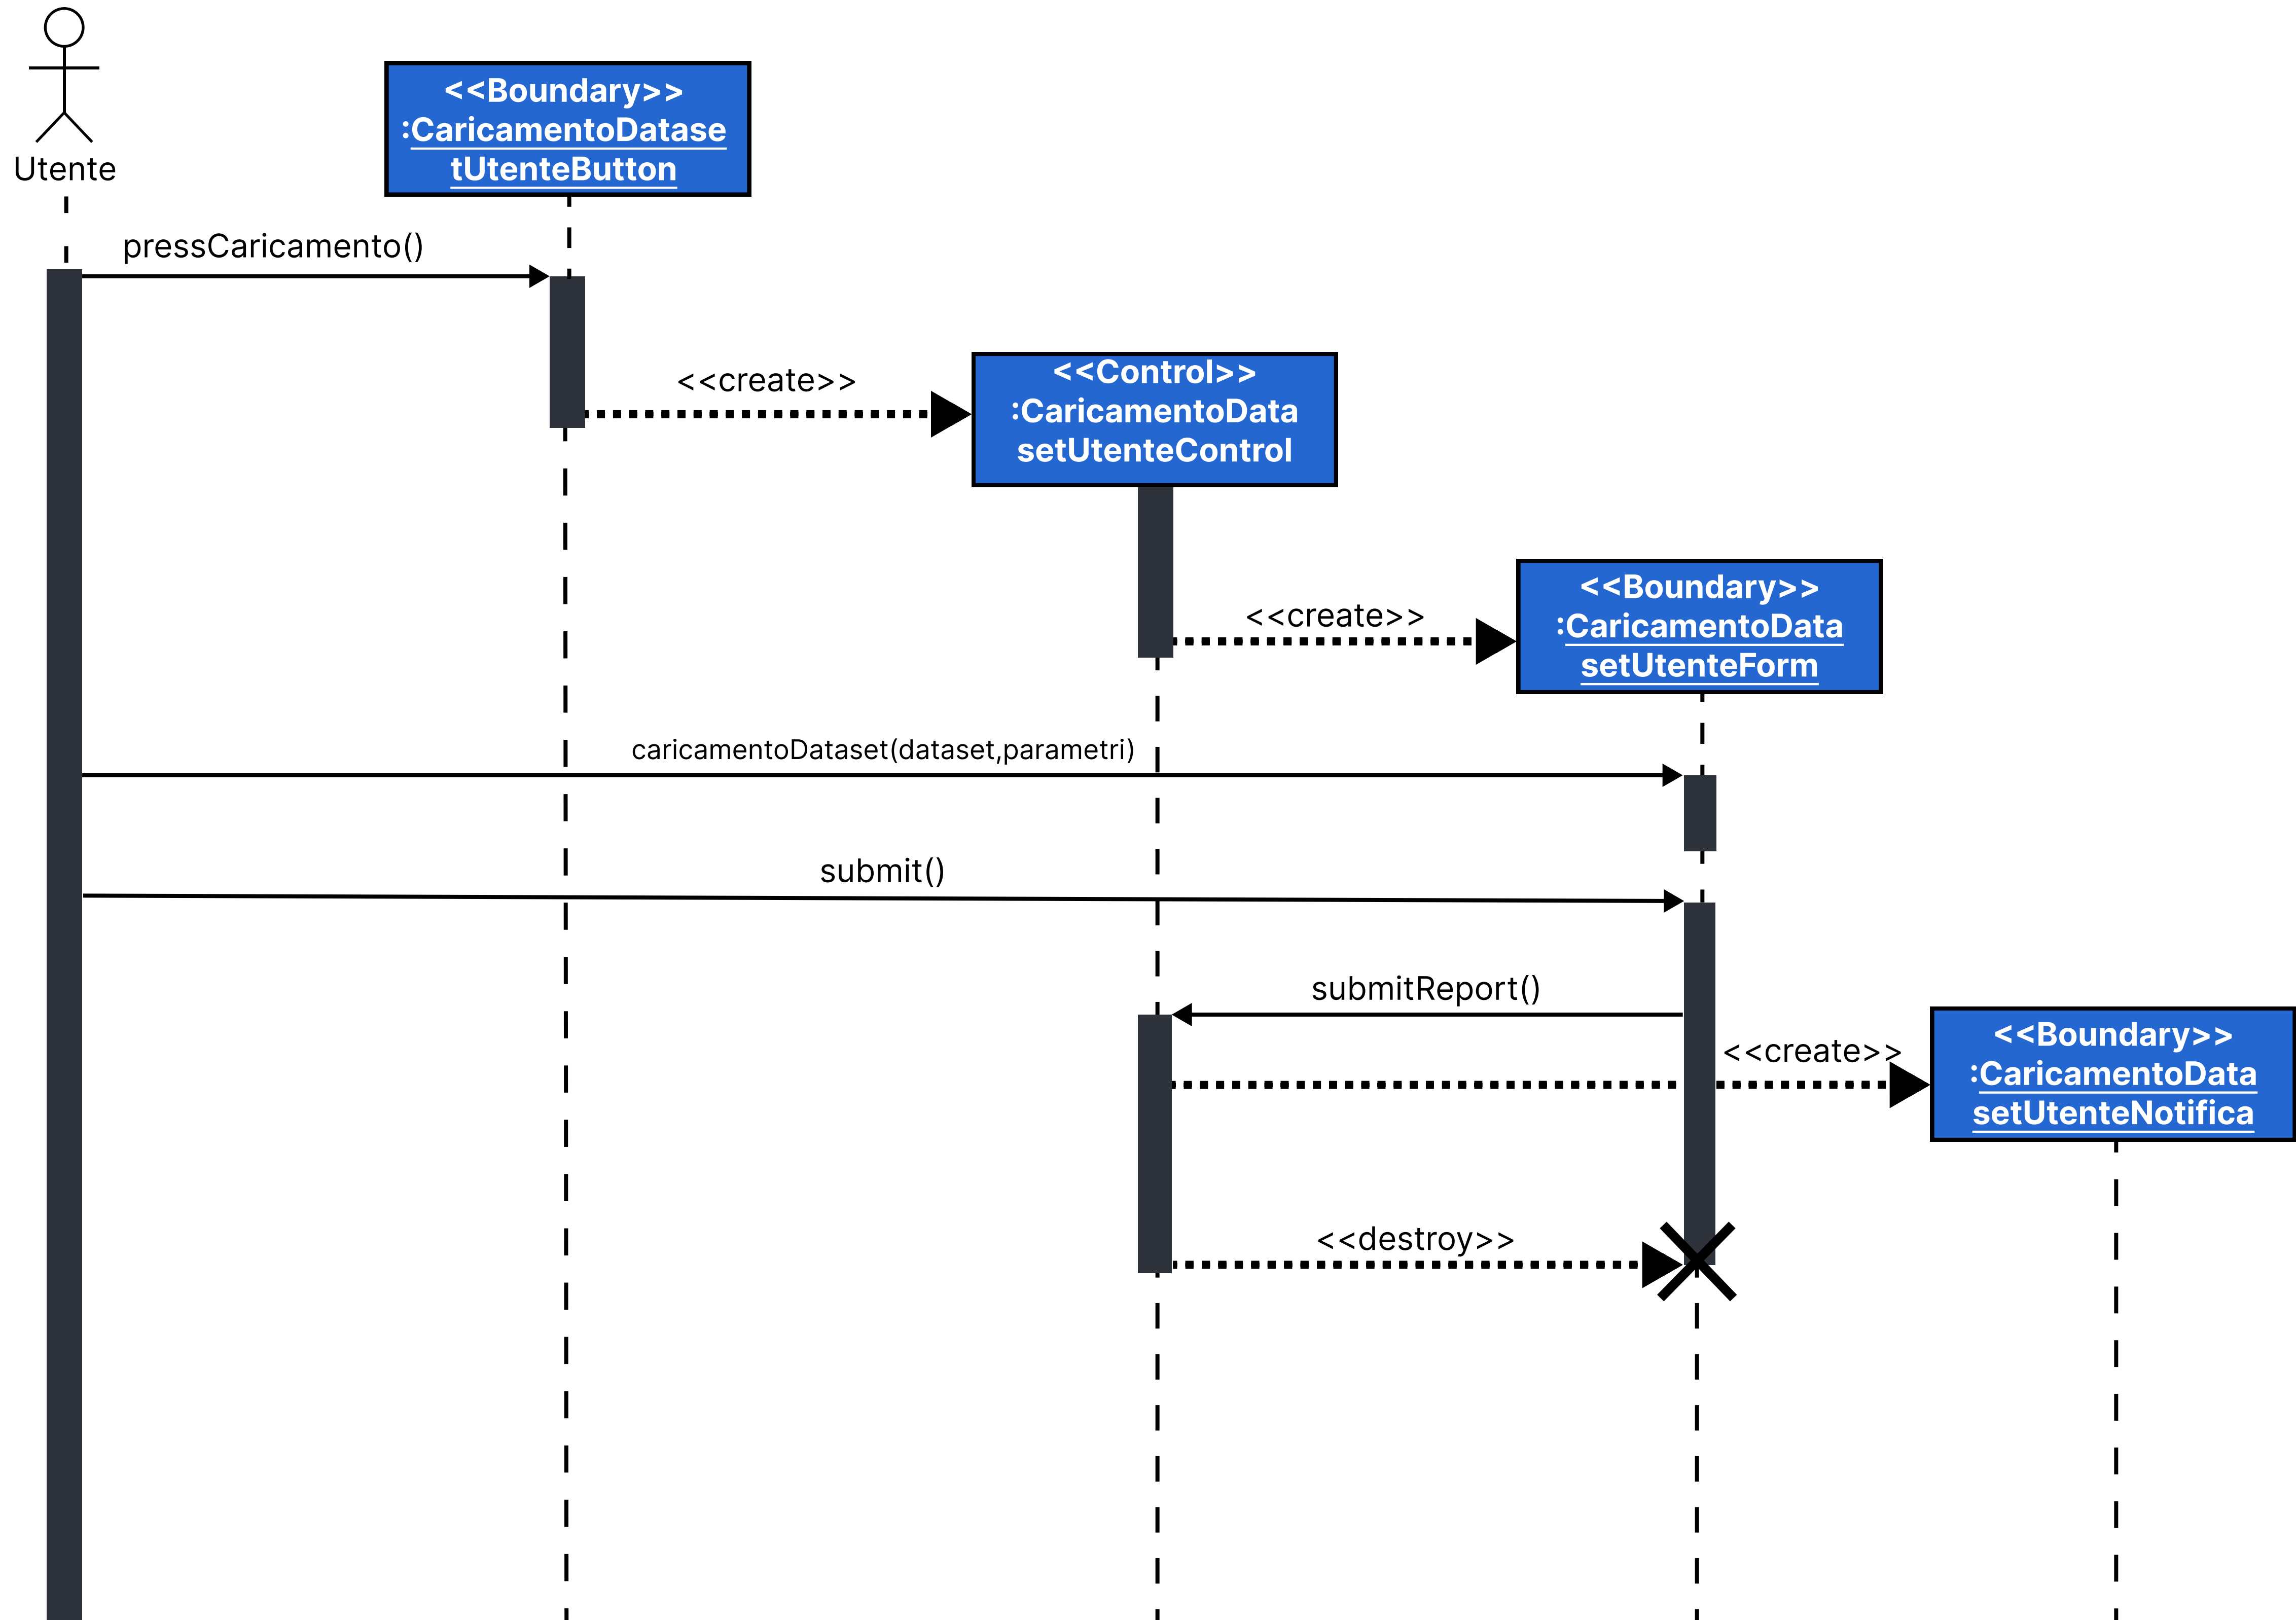 Utente
<<Boundary>>
:CaricamentoDatase
tUtenteButton
pressCaricamento()
<<create>>
<<Control>>
:CaricamentoData
setUtenteControl
<<create>>
<<Boundary>>
:CaricamentoData
setUtenteForm
caricamentoDataset(dataset,parametri)
submit()
submitReport()
<<create>>
<<Boundary>>
:CaricamentoData
setUtenteNotifica
<<destroy>>